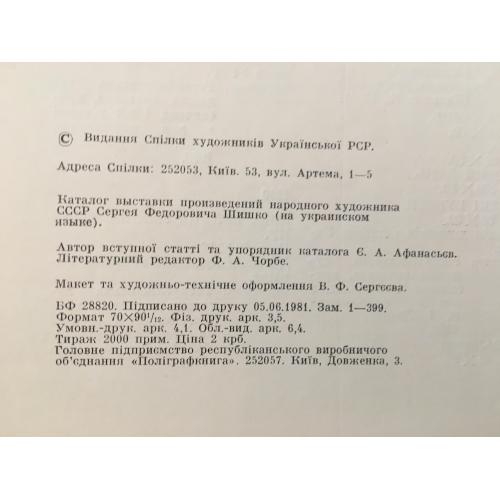 © Видання Спілки художників Української РСР.
Адреса Спілки: 252053, Київ. 53, вул. Артема, 1—5
Каталог выставки произведений народного художника
СССР Сергея Федоровича Шишко (на украинском
языке).
Автор вступної статті та упорядник каталога Є. А. Афанасьєв.
Літературний редактор Ф. А. Чорбе.
Макет та художньо-технічне оформлення В. Ф. Сергєєва.
БФ 28820. Підписано до друку 05.06.1981. Зам. 1—399.
Формат 70×90¹/₁₂. Фіз. друк. арк. 3,5.
Умовн.-друк. арк. 4,1. Обл.-вид. арк. 6,4.
Тираж 2000 прим. Ціна 2 крб.
Головне підприємство республіканського виробничого
об'єднання «Поліграфкнига». 252057. Київ, Довженка, 3.